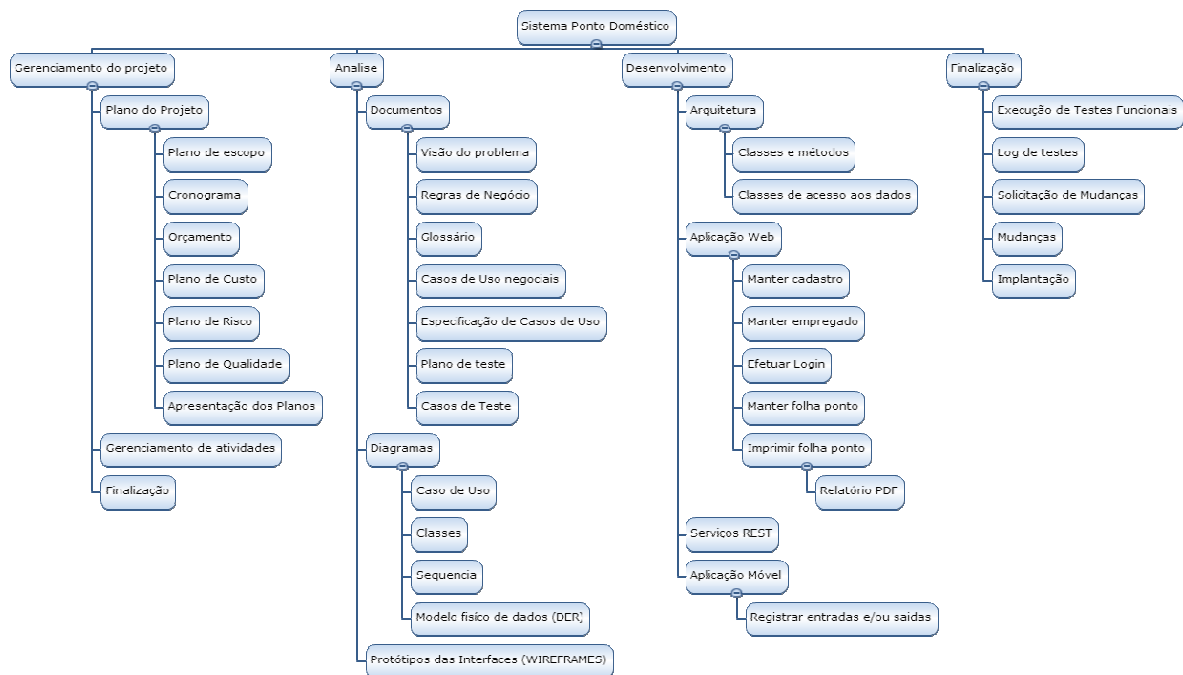 Sistema Ponto Doméstico
Gerenciamento do projeto
Plano do Projeto
Plano de escopo
Cronograma
Orçamento
Plano de Custo
Plano de Risco
Plano de Qualidade
Apresentação dos Planos
Gerenciamento de atividades
Finalização
Analise
Documentos
Visão do problema
Regras de Negócio
Glossário
Casos de Uso negociais
Especificação de Casos de Uso
Plano de teste
Casos de Teste
Diagramas
Caso de Uso
Classes
Sequencia
Modelo fisíco de dados (DER)
Protótipos das Interfaces (WIREFRAMES)
Desenvolvimento
Arquitetura
Classes e métodos
Classes de acesso aos dados
Aplicação Web
Manter cadastro
Manter empregado
Efetuar Login
Manter folha ponto
Imprimir folha ponto
Relatório PDF
Serviços REST
Aplicação Móvel
Registrar entradas e/ou saidas
Finalização
Execução de Testes Funcionais
Log de testes
Solicitação de Mudanças
Mudanças
Implantação